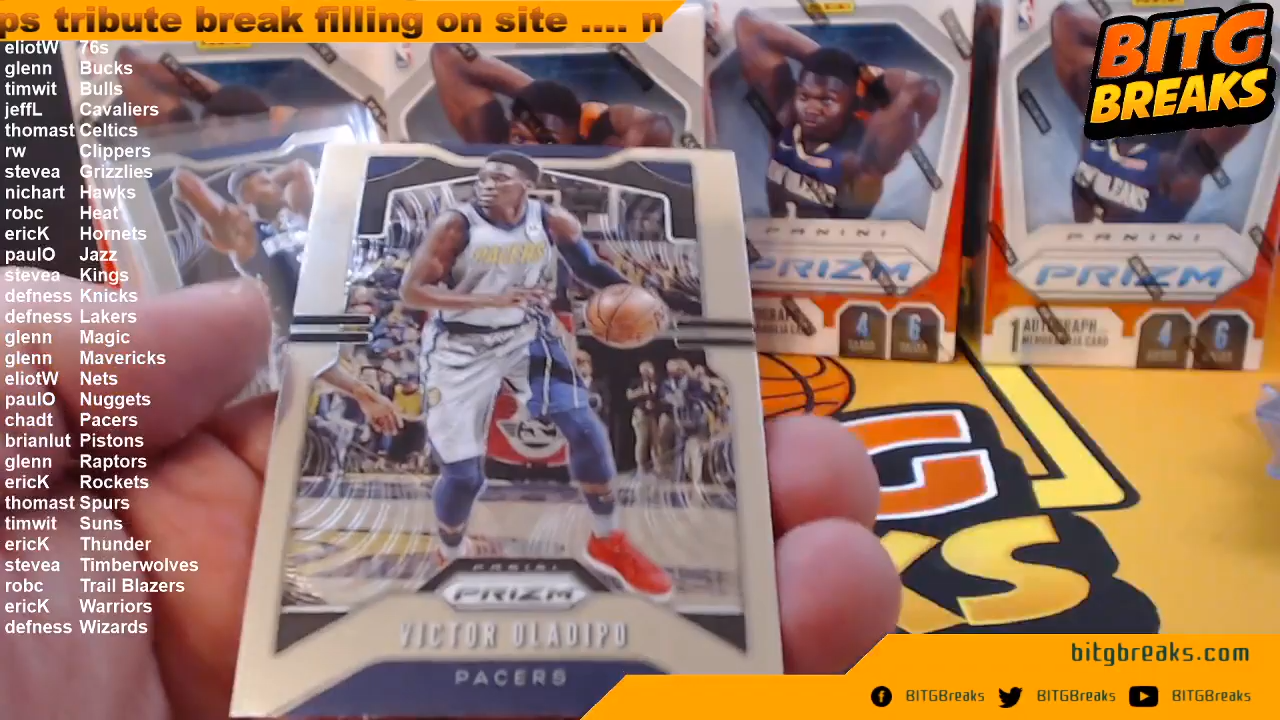 ps tribute break filling on site .... n
BITG
BREAKS
eliotW 76s
glenn Bucks
timwit Bulls
jeffL Cavaliers
thomast Celtics
rw Clippers
stevea Grizzlies
nichart Hawks
robc Heat
ericK Hornets
paulO Jazz
stevea Kings
defness Knicks
defness Lakers
glenn Magic
glenn Mavericks
eliotW Nets
paulO Nuggets
chadt Pacers
brianlut Pistons
glenn Raptors
ericK Rockets
thomast Spurs
timwit Suns
ericK Thunder
stevea Timberwolves
robc Trail Blazers
ericK Warriors
defness Wizards
PACERS
PANINI
PRIZM
VICTOR OLADIPO
PACERS
PANINI
PRIZM
4 6
PANINI
PRIZM
1 AUTOGRAPH
MEMORABILIA CARD
4 6
KS
bitgbreaks.com
BITGBreaks BITGBreaks BITGBreaks